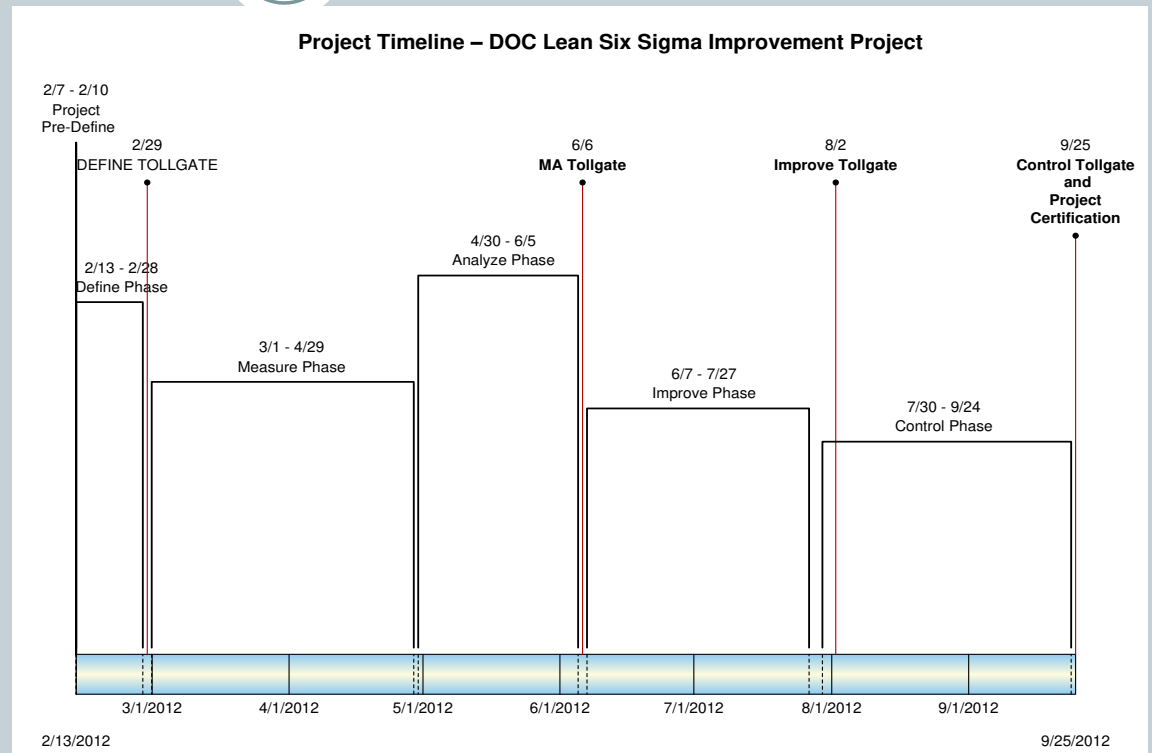 Project Timeline – DOC Lean Six Sigma Improvement Project
2/7 - 2/10
Project
Pre-Define
2/29
DEFINE TOLLGATE
6/6
MA Tollgate
8/2
Improve Tollgate
9/25
Control Tollgate
and
Project
Certification
2/13 - 2/28
Define Phase
3/1 - 4/29
Measure Phase
4/30 - 6/5
Analyze Phase
6/7 - 7/27
Improve Phase
7/30 - 9/24
Control Phase
3/1/2012 4/1/2012 5/1/2012 6/1/2012 7/1/2012 8/1/2012 9/1/2012
2/13/2012 9/25/2012